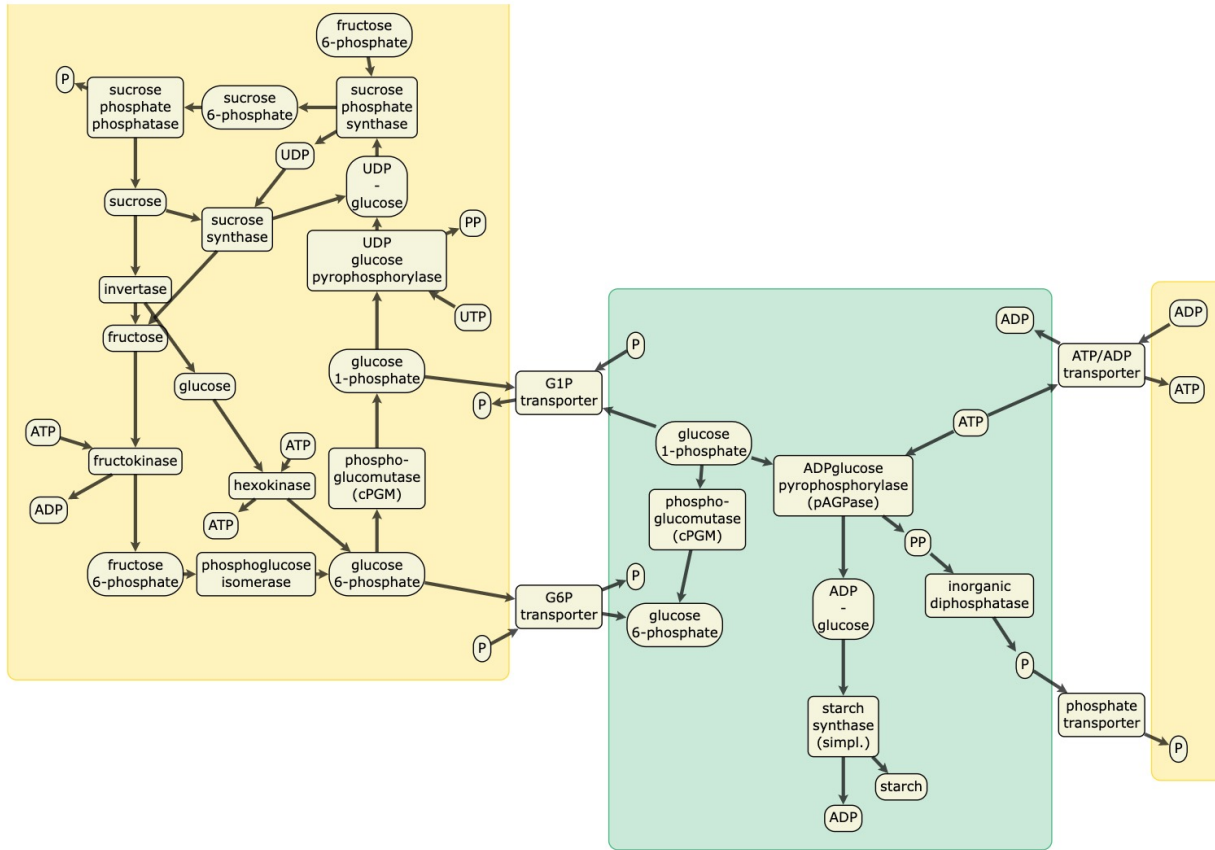 fructose
6-phosphate
P
sucrose
phosphate
phosphatase
sucrose
6-phosphate
sucrose
phosphate
synthase
UDP
UDP
-
glucose
sucrose
sucrose
synthase
PP
UDP
glucose
pyrophosphorylase
invertase
UTP
fructose
glucose
glucose
1-phosphate
P
G1P
transporter
P
ADP
ADP
ATP/ADP
transporter
ATP
ATP
glucose
1-phosphate
ATP
fructokinase
ADP
ATP
hexokinase
ATP
phospho-
glucomutase
(cPGM)
ADPglucose
pyrophosphorylase
(pAGPase)
phospho-
glucomutase
(cPGM)
PP
fructose
6-phosphate
phosphoglucose
isomerase
glucose
6-phosphate
G6P
transporter
P
P
glucose
6-phosphate
ADP
-
glucose
inorganic
diphosphatase
P
phosphate
transporter
P
starch
synthase
(simpl.)
starch
ADP